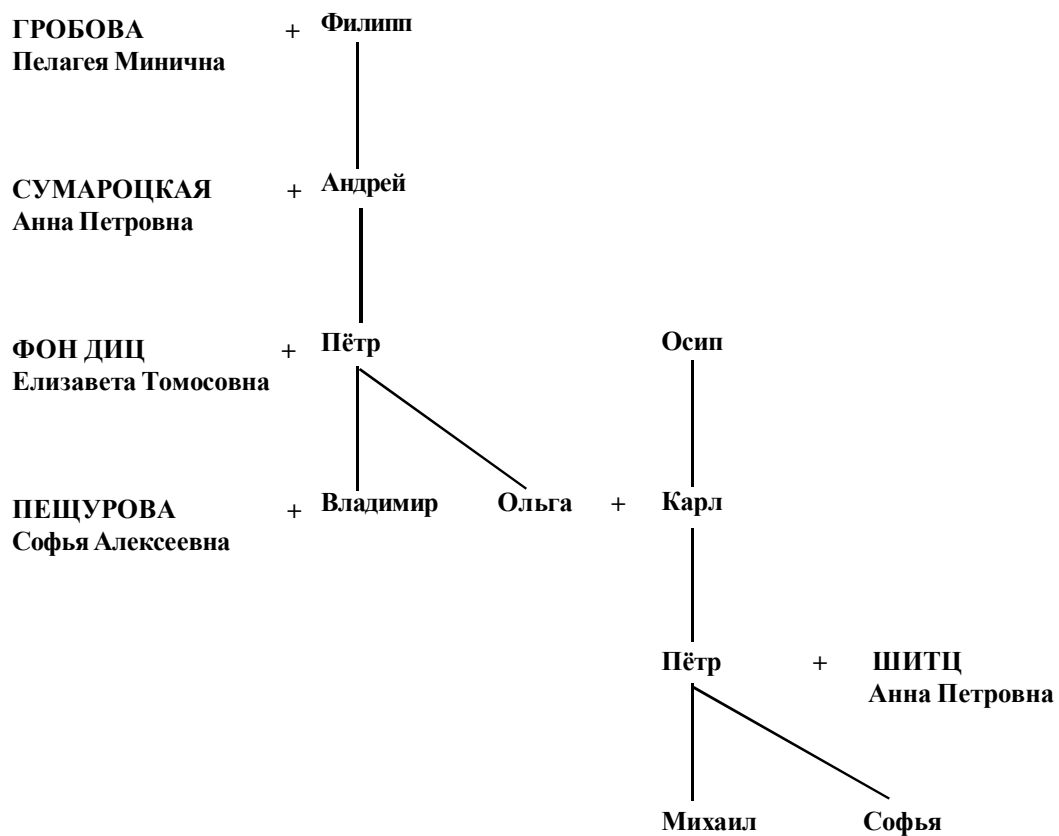 ГРОБОВА + Филипп
Пелагея Минична
СУМАРОЦКАЯ + Андрей
Анна Петровна
ФОН ДИЦ + Пётр Осип
Елизавета Томосовна
ПЕЩУРОВА + Владимир Ольга + Карл
Софья Алексеевна
Пётр + ШИТЦ
Анна Петровна
Михаил Софья